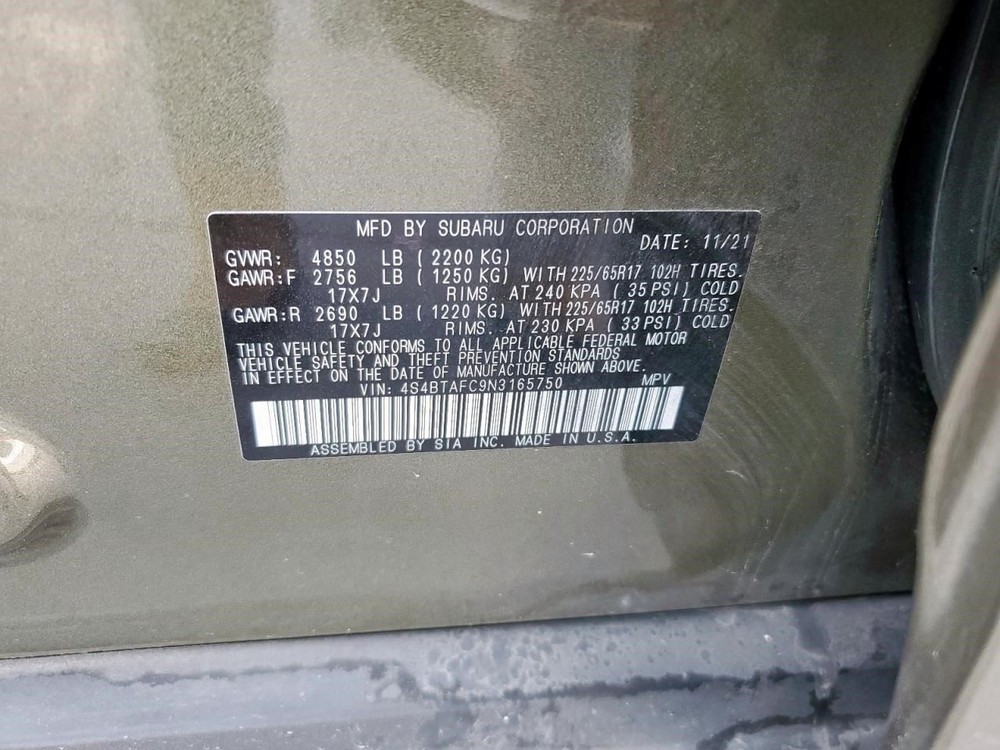 MFD BY SUBARU CORPORATION
DATE: 11/21
GVWR: 4850 LB ( 2200 KG)
GAWR:F 2756 LB ( 1250 KG) WITH 225/65R17 102H TIRES.
17X7J RIMS. AT 240 KPA ( 35 PSI) COLD
GAWR:R 2690 LB ( 1220 KG) WITH 225/65R17 102H TIRES.
17X7J RIMS. AT 230 KPA ( 33 PSI) COLD
THIS VEHICLE CONFORMS TO ALL APPLICABLE FEDERAL MOTOR
VEHICLE SAFETY AND THEFT PREVENTION STANDARDS
IN EFFECT ON THE DATE OF MANUFACTURE SHOWN ABOVE.
VIN: 4S4BTAFC9N3165750 MPV
ASSEMBLED BY SIA INC. MADE IN U.S.A.